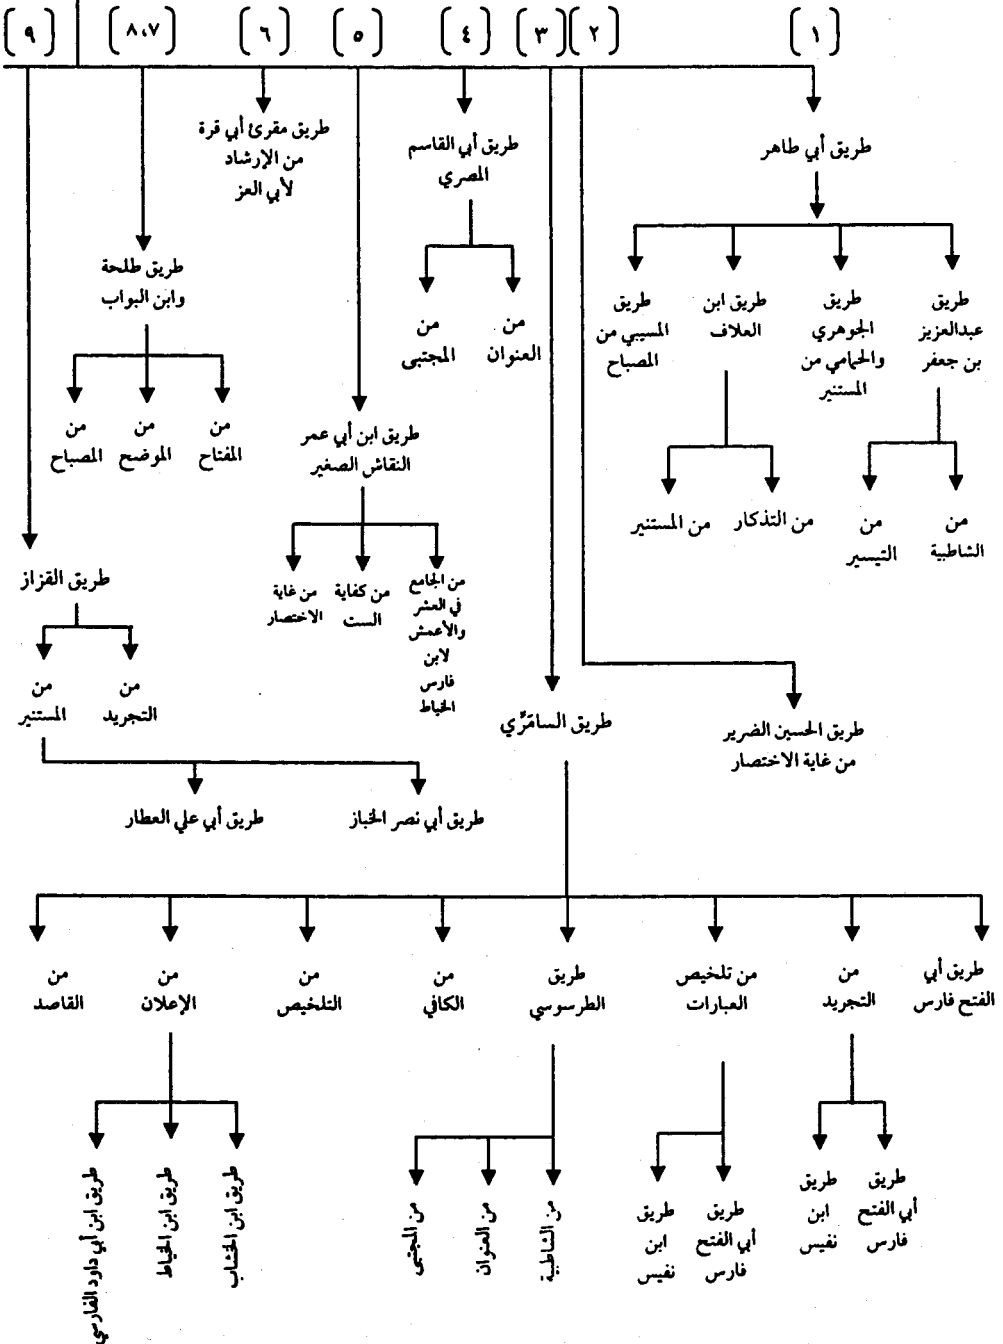 (١)
(٢)
(٣)
(٤)
(٥)
(٦)
(٨،٧)
(٩)
طريق أبي طاهر
طريق
عبدالعزيز
بن جعفر
من
الشاطبية
من
التيسير
طريق
الجوهري
والحمامي من
المستنير
طريق ابن
العلاف
من التذكار
من المستنير
طريق
المسيبي من
المصباح
طريق الحسين الضرير
من غاية الاختصار
طريق السامرِّي
طريق أبي
الفتح فارس
من
التجريد
طريق
أبي الفتح
فارس
طريق
ابن
نفيس
من تلخيص
العبارات
طريق
أبي الفتح
فارس
طريق
ابن
نفيس
طريق
الطرسوسي
من الشاطبية
من العنوان
من المجتبى
من
الكافي
من
التلخيص
من
الإعلان
طريق ابن الخشاب
طريق ابن الخياط
طريق ابن أبي داود الفارسي
من
القاصد
طريق أبي القاسم
المصري
من
العنوان
من
المجتبى
طريق ابن أبي عمر
النقاش الصغير
من الجامع
في العشر
والأعمش
لابن
فارس
الخياط
من كفاية
الست
من غاية
الاختصار
طريق مقرئ أبي قرة
من الإرشاد
لأبي العز
طريق طلحة
وابن البواب
من
المفتاح
من
الموضح
من
المصباح
طريق القزاز
من
التجريد
من
المستنير
طريق أبي نصر الخباز
طريق أبي علي العطار